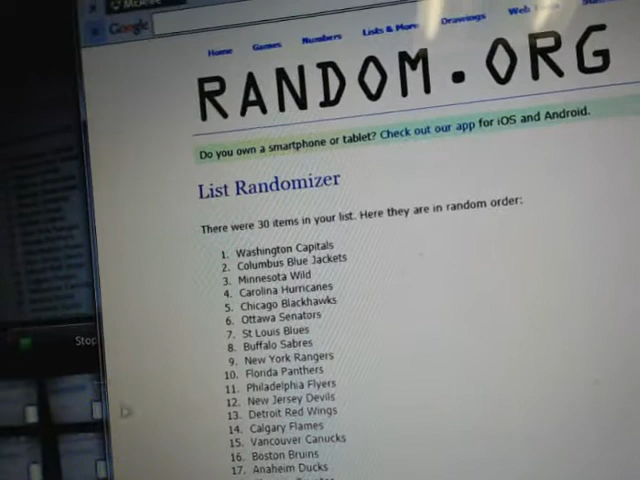 McAfee
Google
Home Games Numbers Lists & More Drawings Web
RANDOM.ORG
Do you own a smartphone or tablet? Check out our app for iOS and Android.
List Randomizer
There were 30 items in your list. Here they are in random order:
1. Washington Capitals
2. Columbus Blue Jackets
3. Minnesota Wild
4. Carolina Hurricanes
5. Chicago Blackhawks
6. Ottawa Senators
7. St Louis Blues
8. Buffalo Sabres
9. New York Rangers
10. Florida Panthers
11. Philadelphia Flyers
12. New Jersey Devils
13. Detroit Red Wings
14. Calgary Flames
15. Vancouver Canucks
16. Boston Bruins
17. Anaheim Ducks
Stop